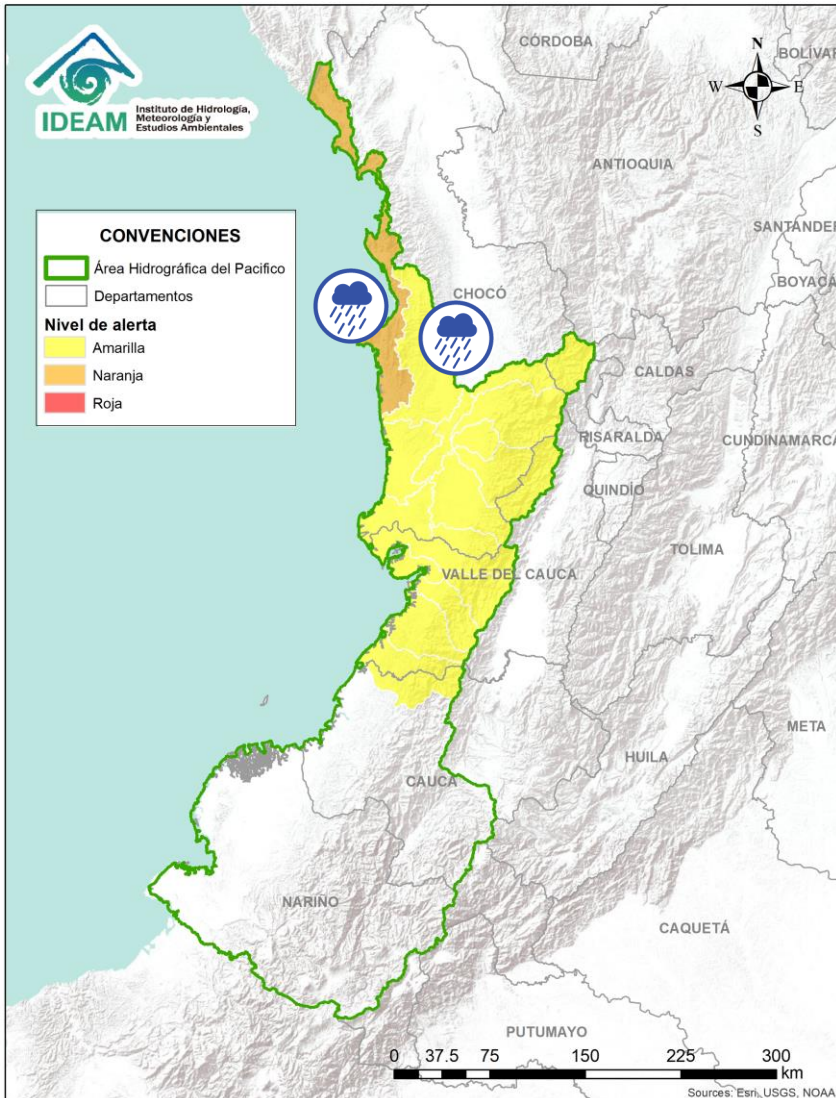 IDEAM
Instituto de Hidrología,
Meteorología y
Estudios Ambientales
CÓRDOBA
BOLÍVAR
N
W
E
S
ANTIOQUIA
SANTANDER
BOYACÁ
CONVENCIONES
Área Hidrográfica del Pacifico
Departamentos
Nivel de alerta
Amarilla
Naranja
Roja
CHOCÓ
CALDAS
RISARALDA
CUNDINAMARCA
QUINDÍO
TOLIMA
VALLE DEL CAUCA
META
HUILA
CAUCA
NARIÑO
CAQUETÁ
PUTUMAYO
0 37.5 75 150 225 300
km
Sources: Esri, USGS, NOAA